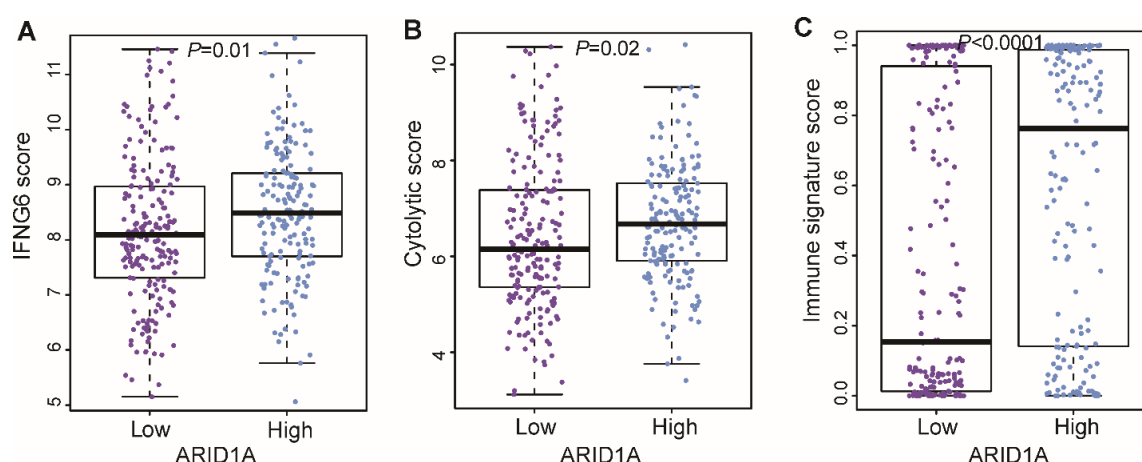 A
P=0.01
IFNG6 score
11
10
9
8
7
6
5
Low High
ARID1A
B
P=0.02
Cytolytic score
10
8
6
4
Low High
ARID1A
C
P<0.0001
Immune signature score
1.0
0.8
0.6
0.4
0.2
0.0
Low High
ARID1A